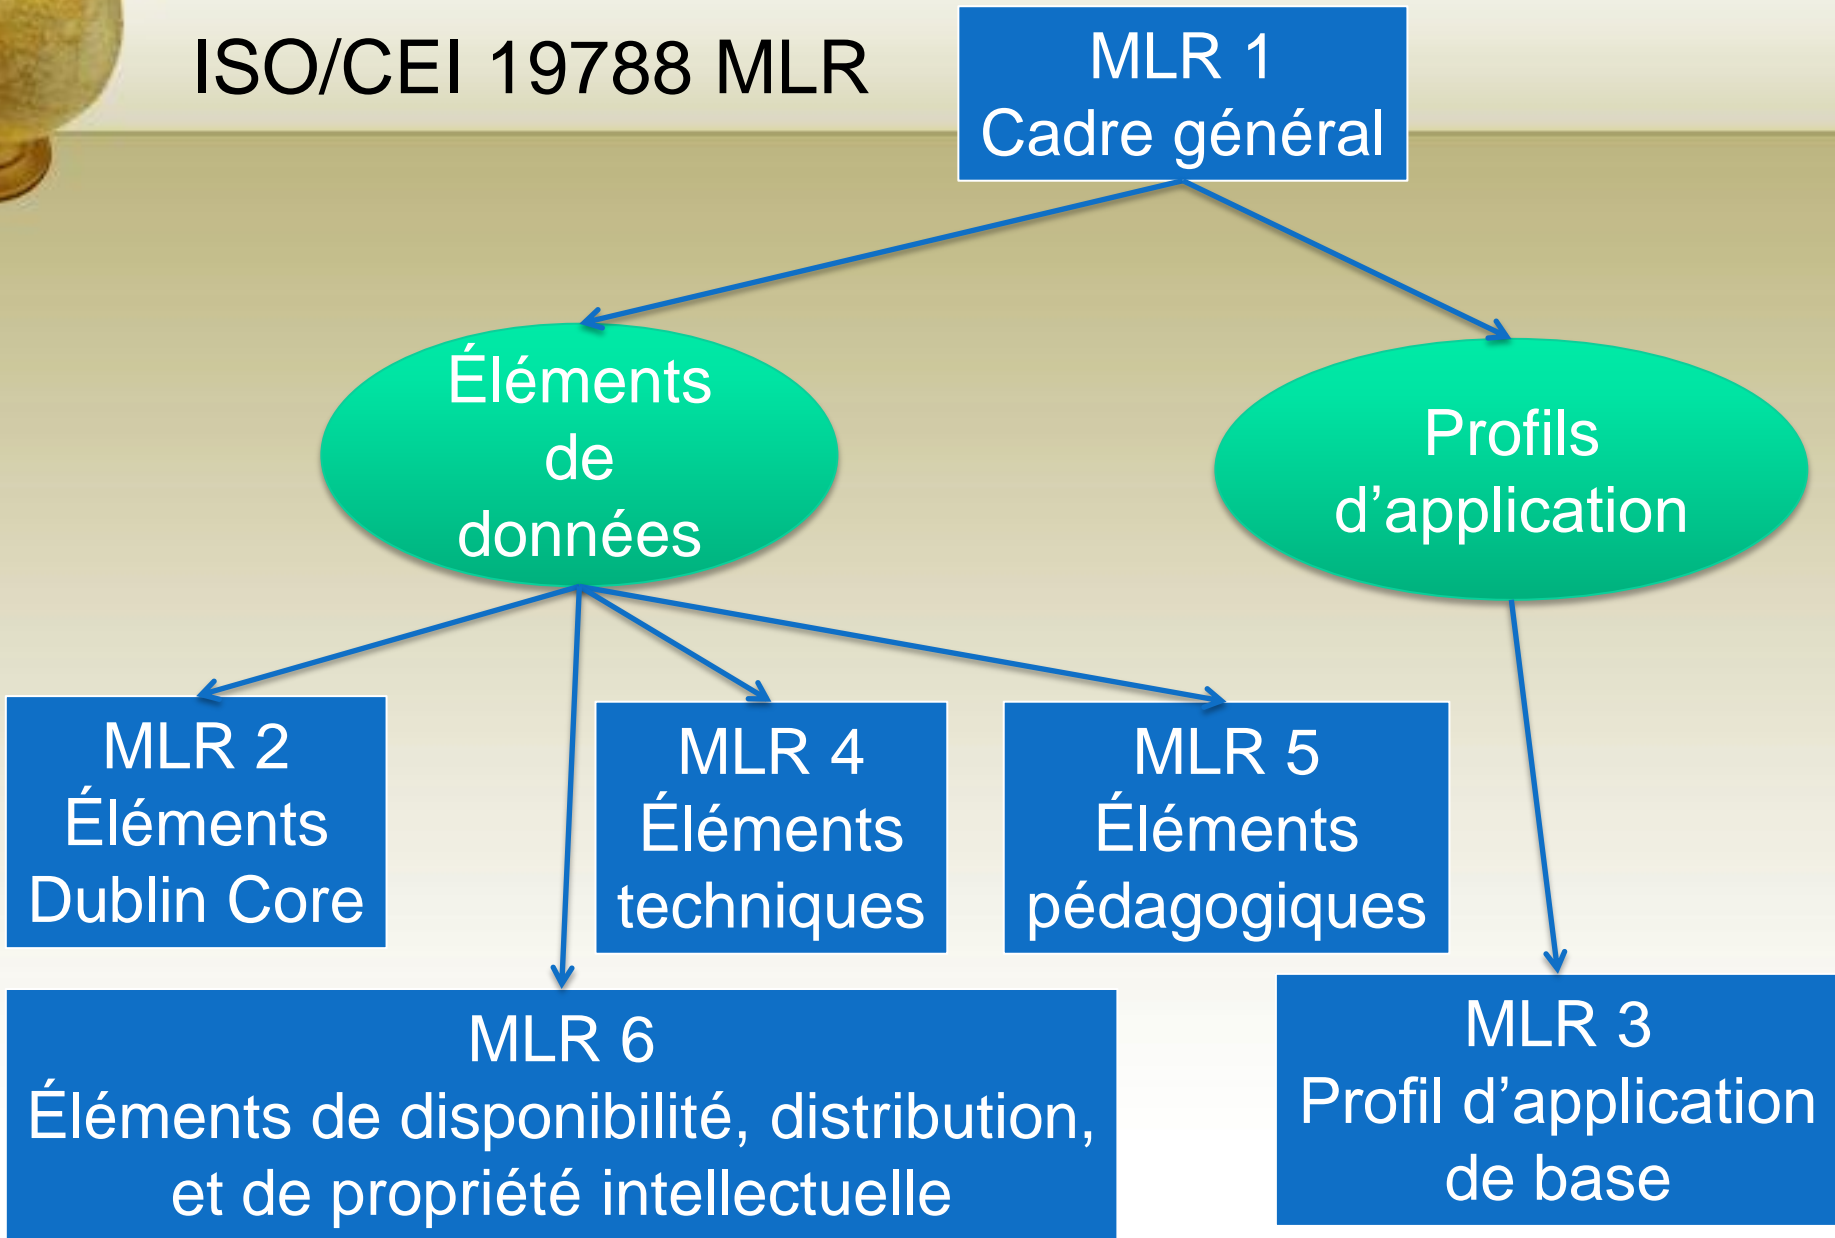 ISO/CEI 19788 MLR
MLR 1
Cadre général
Éléments
de
données
Profils
d’application
MLR 2
Éléments
Dublin Core
MLR 4
Éléments
techniques
MLR 5
Éléments
pédagogiques
MLR 6
Éléments de disponibilité, distribution,
et de propriété intellectuelle
MLR 3
Profil d’application
de base